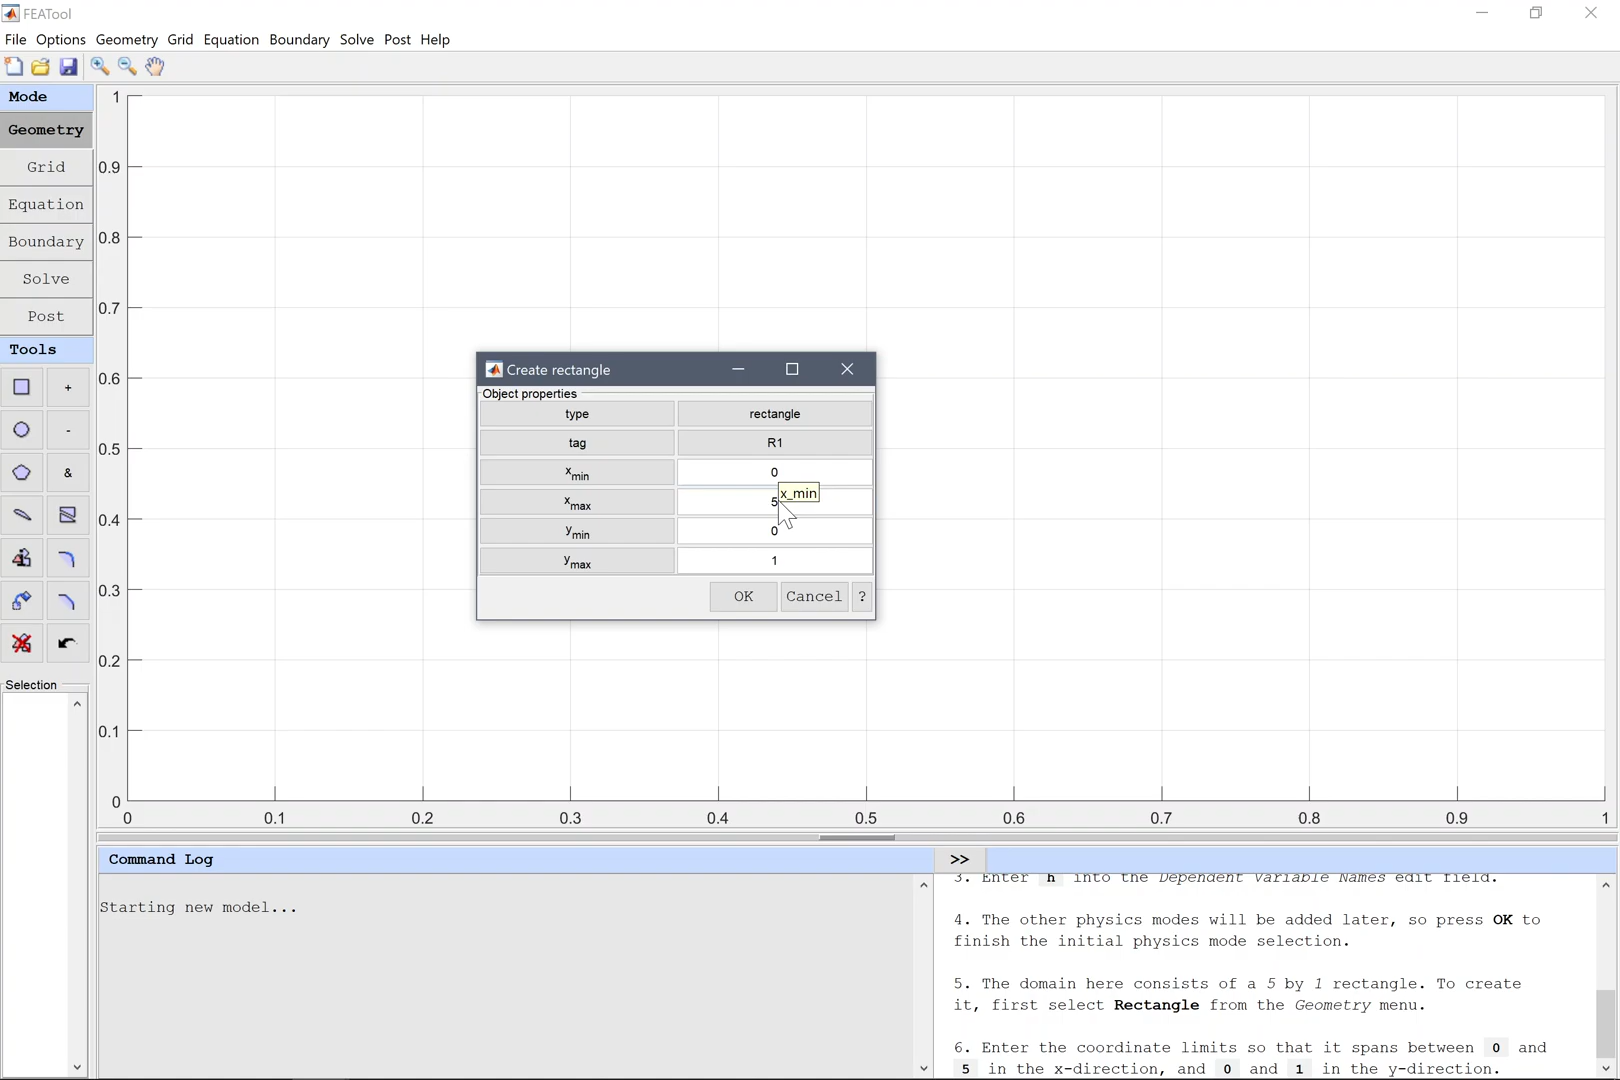 FEATool
File Options Geometry Grid Equation Boundary Solve Post Help
Mode
Geometry
Grid
Equation
Boundary
Solve
Post
Tools
+
-
&
Selection
1
0.9
0.8
0.7
0.6
0.5
0.4
0.3
0.2
0.1
0
0 0.1 0.2 0.3 0.4 0.5 0.6 0.7 0.8 0.9 1
Create rectangle
Object properties
type rectangle
tag R1
x_min 0
x_min
x_max 5
y_min 0
y_max 1
OK Cancel ?
Command Log
Starting new model...
>>
3. Enter h into the Dependent Variable Names edit field.
4. The other physics modes will be added later, so press OK to
finish the initial physics mode selection.
5. The domain here consists of a 5 by 1 rectangle. To create
it, first select Rectangle from the Geometry menu.
6. Enter the coordinate limits so that it spans between 0 and
5 in the x-direction, and 0 and 1 in the y-direction.